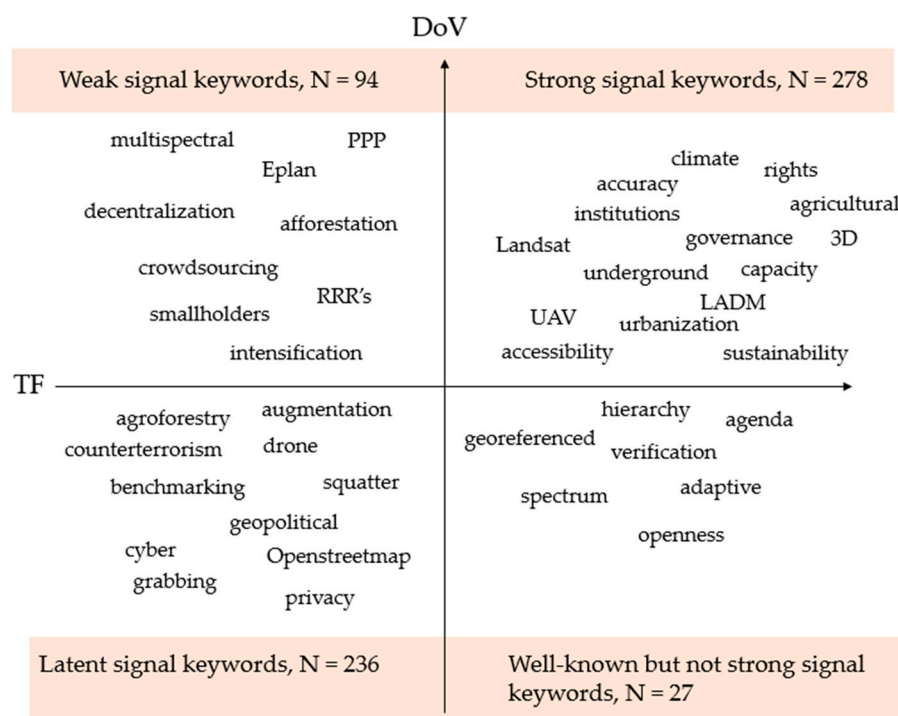 DoV
Weak signal keywords, N = 94
Strong signal keywords, N = 278
multispectral
PPP
Eplan
decentralization
afforestation
crowdsourcing
RRR's
smallholders
intensification
climate
rights
accuracy
agricultural
institutions
governance
3D
Landsat
underground
capacity
LADM
UAV
urbanization
accessibility
sustainability
TF
agroforestry
augmentation
counterterrorism
drone
benchmarking
squatter
geopolitical
cyber
Openstreetmap
grabbing
privacy
hierarchy
agenda
georeferenced
verification
spectrum
adaptive
openness
Latent signal keywords, N = 236
Well-known but not strong signal
keywords, N = 27